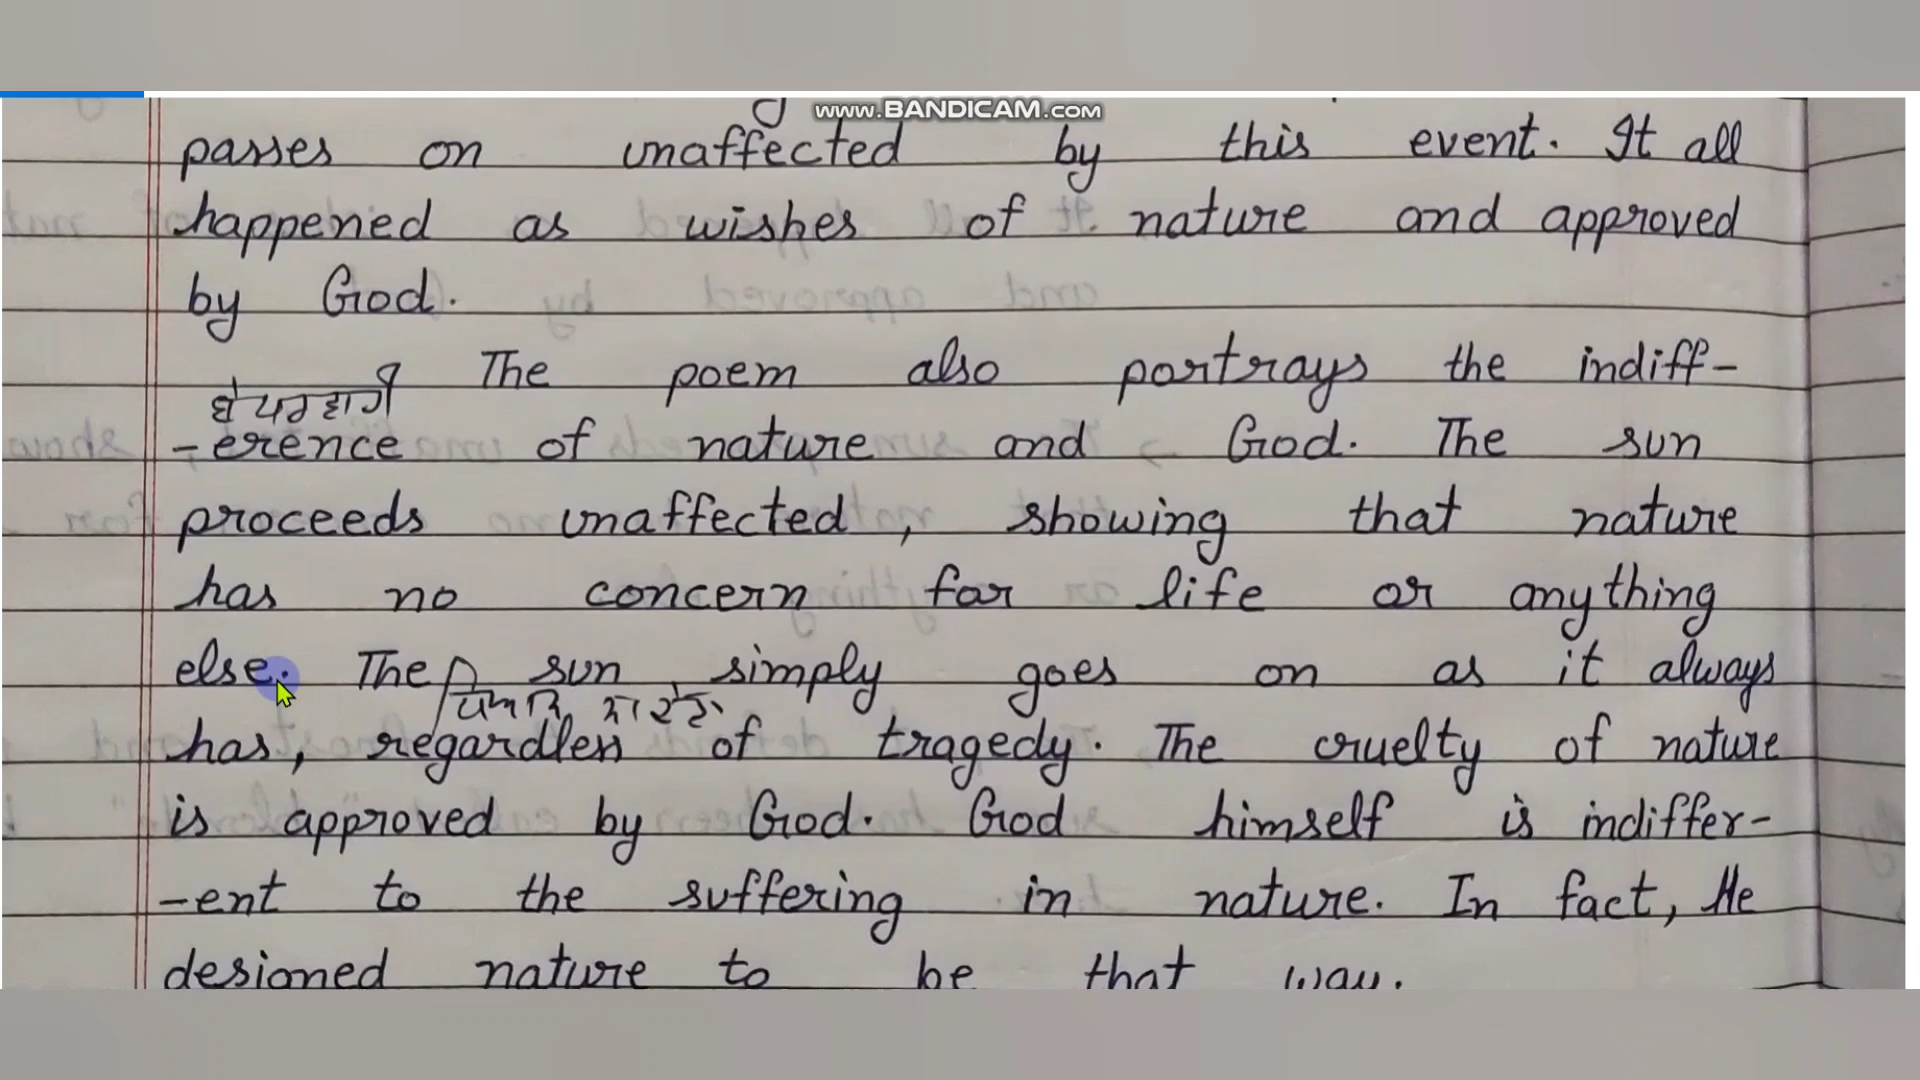 www.BANDICAM.com
passes on unaffected by this event. It all
happened as wishes of nature and approved
by God.
The poem also portrays the indiff-
-erence of nature and God. The sun
proceeds unaffected, showing that nature
has no concern for life or anything
else. The sun simply goes on as it always
has, regardless of tragedy. The cruelty of nature
is approved by God. God himself is indiffer-
-ent to the suffering in nature. In fact, He
designed nature to be that way.